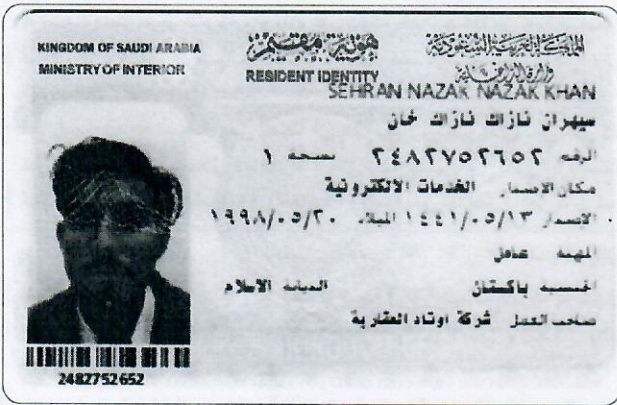 KINGDOM OF SAUDI ARABIA
MINISTRY OF INTERIOR
هوية مقيم
RESIDENT IDENTITY
المملكة العربية السعودية
وزارة الداخلية
SEHRAN NAZAK NAZAK KHAN
سيهران نازاك نازاك خان
الرقم ٢٤٨٢٧٥٢٦٥٢ نسخة ١
مكان الاصدار الخدمات الالكترونية
الاصدار ١٤٤١/٠٥/١٣ الميلاد ١٩٩٨/٠٥/٢٠
المهنة عامل
الجنسية باكستان الديانة الاسلام
صاحب العمل شركة اوتاد العقارية
2482752652